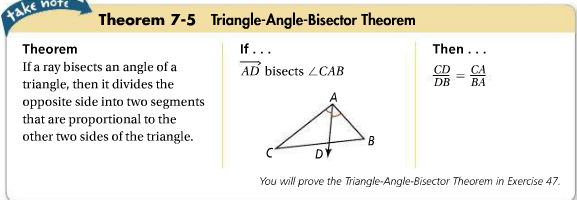 take note
Theorem 7-5 Triangle-Angle-Bisector Theorem
Theorem
If a ray bisects an angle of a
triangle, then it divides the
opposite side into two segments
that are proportional to the
other two sides of the triangle.
If . . .
AD bisects ∠CAB
A
B
C
D
Then . . .
CD/DB = CA/BA
You will prove the Triangle-Angle-Bisector Theorem in Exercise 47.